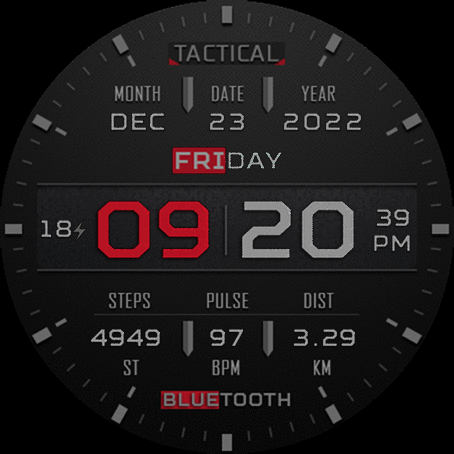 TACTICAL
MONTH DATE YEAR
DEC 23 2022
FRIDAY
18 09 20 39 PM
STEPS PULSE DIST
4949 97 3.29
ST BPM KM
BLUETOOTH